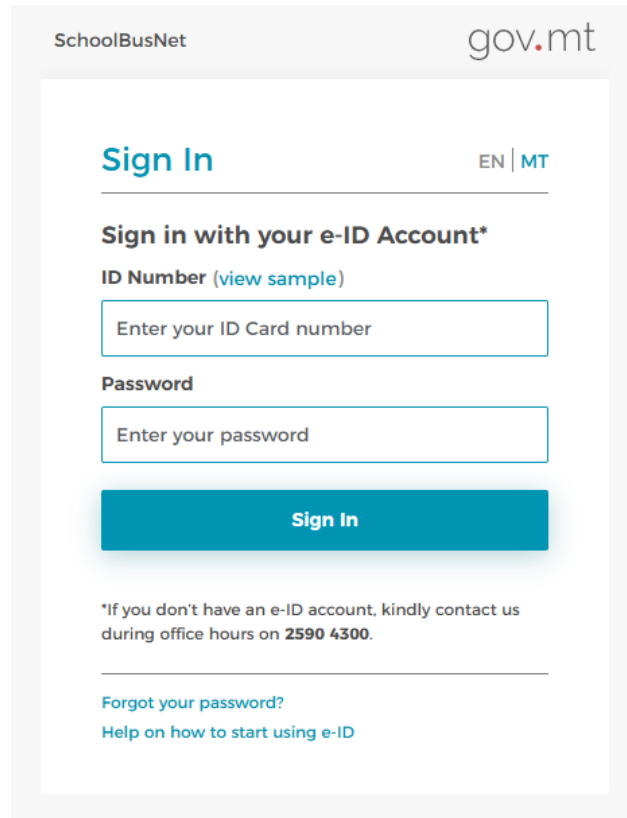 SchoolBusNet
gov.mt
Sign In
EN | MT
Sign in with your e-ID Account*
ID Number (view sample)
Enter your ID Card number
Password
Enter your password
Sign In
*If you don't have an e-ID account, kindly contact us
during office hours on 2590 4300.
Forgot your password?
Help on how to start using e-ID